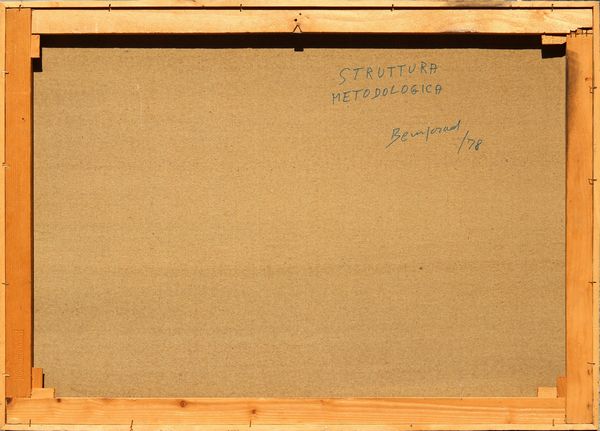 STRUTTURA
METODOLOGICA
Bemporad
/78